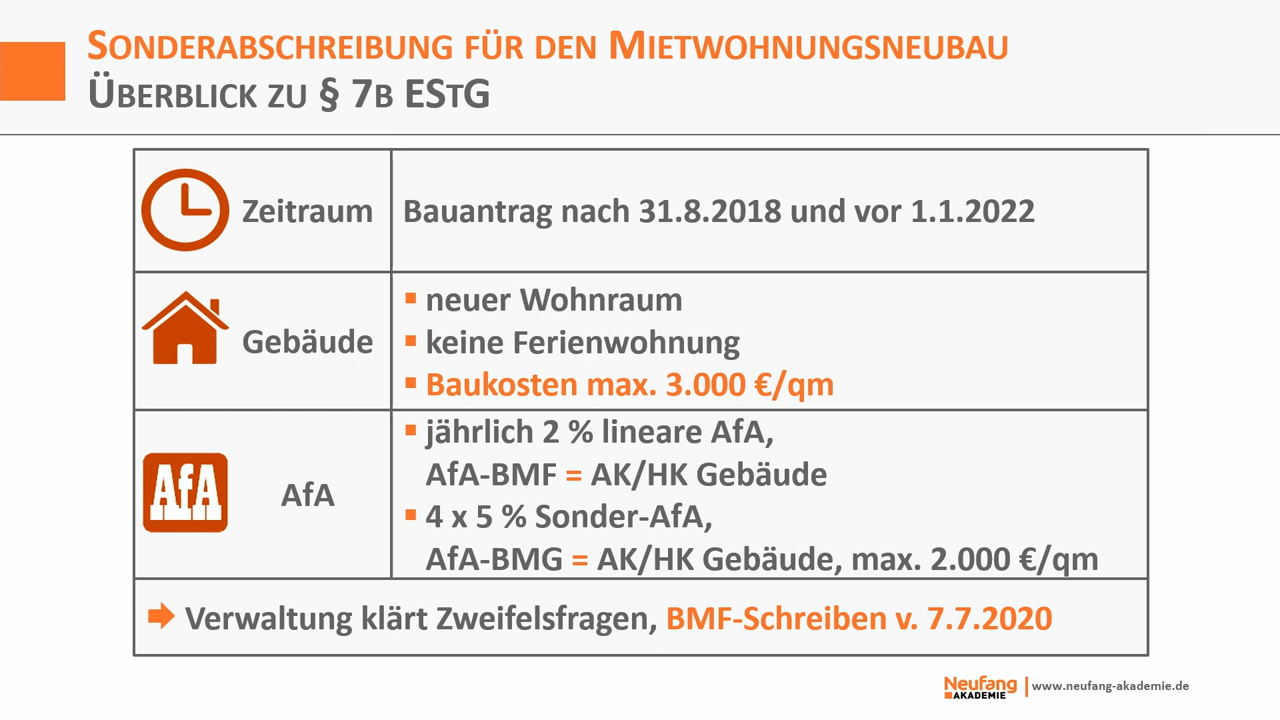 SONDERABSCHREIBUNG FÜR DEN MIETWOHNUNGSNEUBAU
ÜBERBLICK ZU § 7B ESTG
Zeitraum
Bauantrag nach 31.8.2018 und vor 1.1.2022
Gebäude
▪ neuer Wohnraum
▪ keine Ferienwohnung
▪ Baukosten max. 3.000 €/qm
AfA
AfA
▪ jährlich 2 % lineare AfA,
AfA-BMF = AK/HK Gebäude
▪ 4 x 5 % Sonder-AfA,
AfA-BMG = AK/HK Gebäude, max. 2.000 €/qm
Verwaltung klärt Zweifelsfragen, BMF-Schreiben v. 7.7.2020
Neufang
AKADEMIE
www.neufang-akademie.de